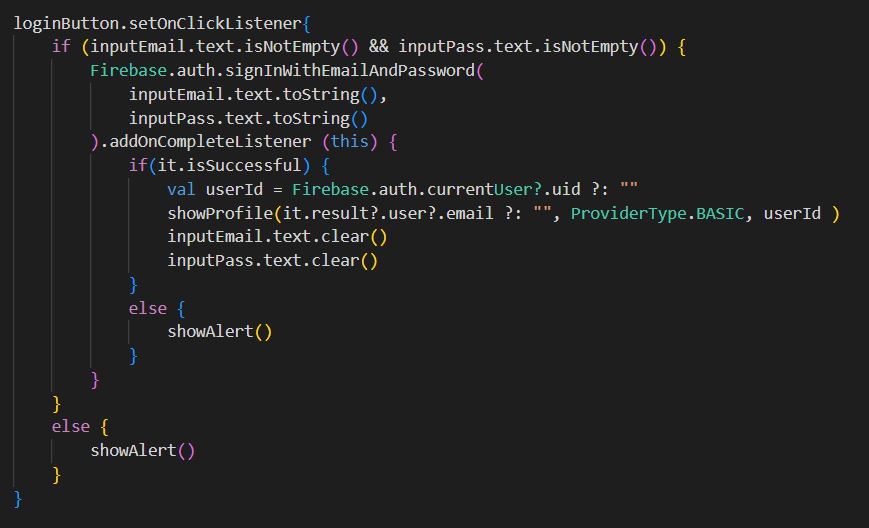 loginButton.setOnClickListener{
    if (inputEmail.text.isNotEmpty() && inputPass.text.isNotEmpty()) {
        Firebase.auth.signInWithEmailAndPassword(
            inputEmail.text.toString(),
            inputPass.text.toString()
        ).addOnCompleteListener (this) {
            if(it.isSuccessful) {
                val userId = Firebase.auth.currentUser?.uid ?: ""
                showProfile(it.result?.user?.email ?: "", ProviderType.BASIC, userId )
                inputEmail.text.clear()
                inputPass.text.clear()
            }
            else {
                showAlert()
            }
        }
    }
    else {
        showAlert()
    }
}